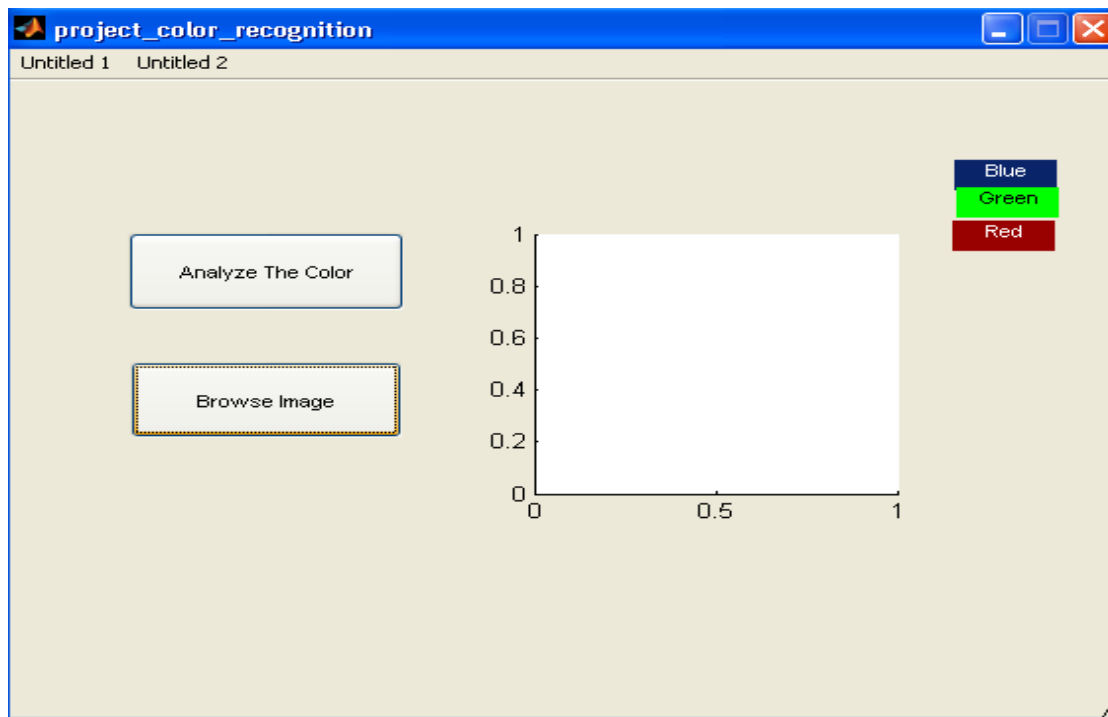 project_color_recognition
Untitled 1 Untitled 2
Blue
Green
Red
Analyze The Color
Browse Image
1
0.8
0.6
0.4
0.2
0
0 0.5 1